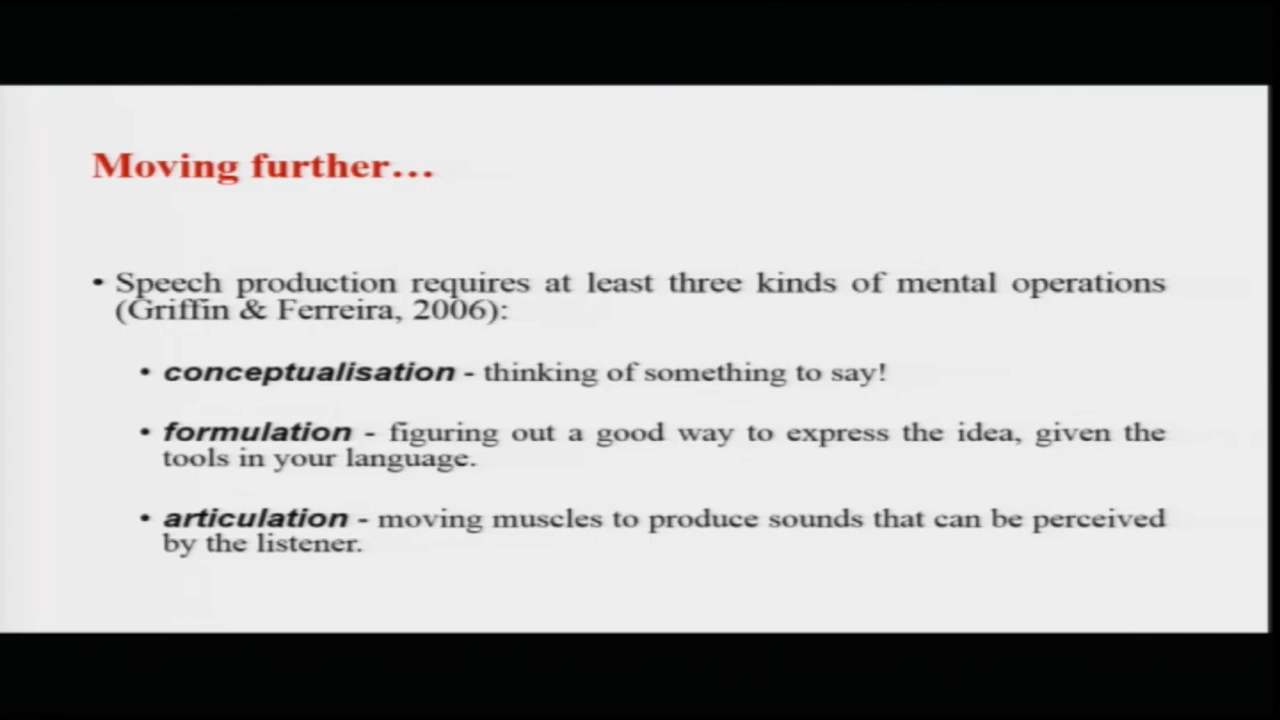 Moving further...
• Speech production requires at least three kinds of mental operations
(Griffin & Ferreira, 2006):
• conceptualisation - thinking of something to say!
• formulation - figuring out a good way to express the idea, given the
tools in your language.
• articulation - moving muscles to produce sounds that can be perceived
by the listener.